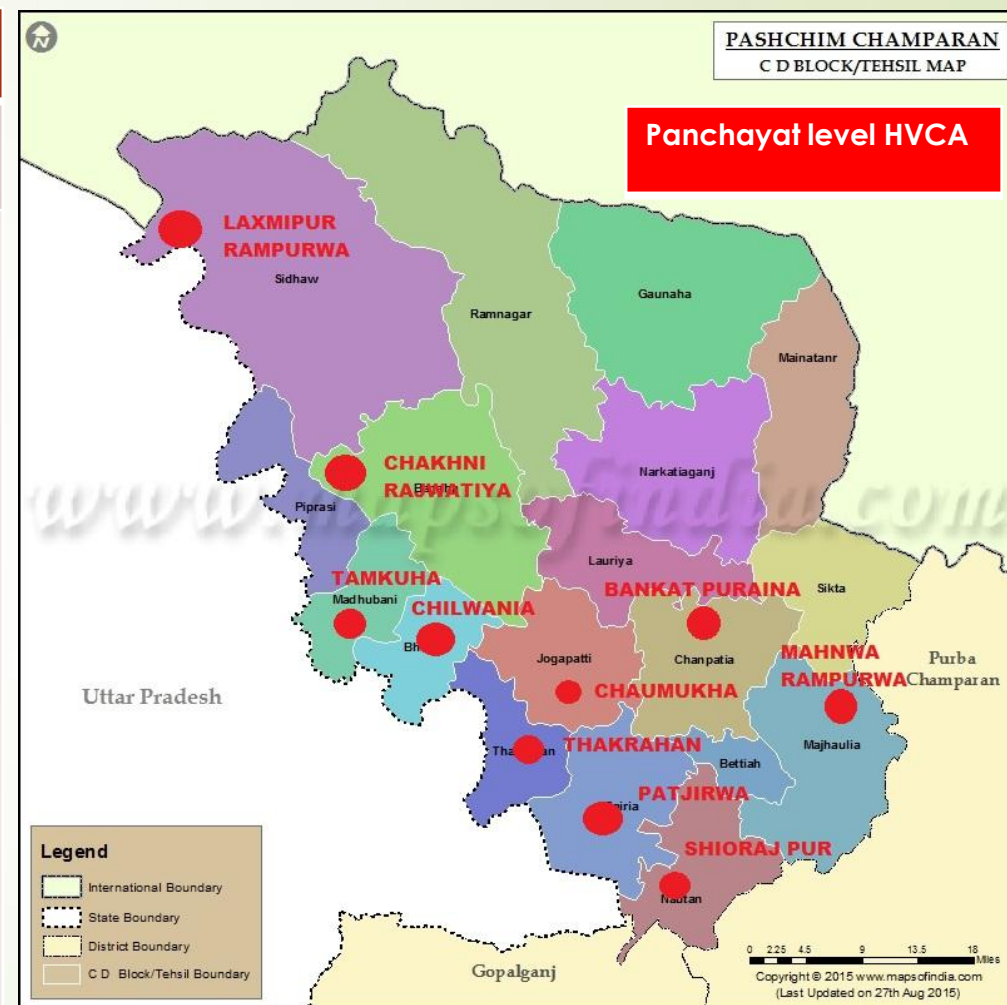 N
PASHCHIM CHAMPARAN
C D BLOCK/TEHSIL MAP
Panchayat level HVCA
LAXMIPUR
RAMPURWA
Sidhaw
Ramnagar
Gaunaha
Mainatanr
CHAKHNI
RAJWATIYA
Piprasi
Narkatiaganj
www.mapsofindia.com
Lauriya
TAMKUHA
Madhubani
CHILWANIA
BANKAT PURAINA
Sikta
Jogapatti
Chanpatia
MAHNWA
RAMPURWA
Purba
Champaran
Uttar Pradesh
CHAUMUKHA
THAKRAHAN
Majhaulia
Bettiah
PATJIRWA
SHIORAJ PUR
Legend
International Boundary
State Boundary
District Boundary
C D Block/Tehsil Boundary
Gopalganj
0 2.25 4.5 9 13.5 18
Miles
Copyright © 2015 www.mapsofindia.com
(Last Updated on 27th Aug 2015)